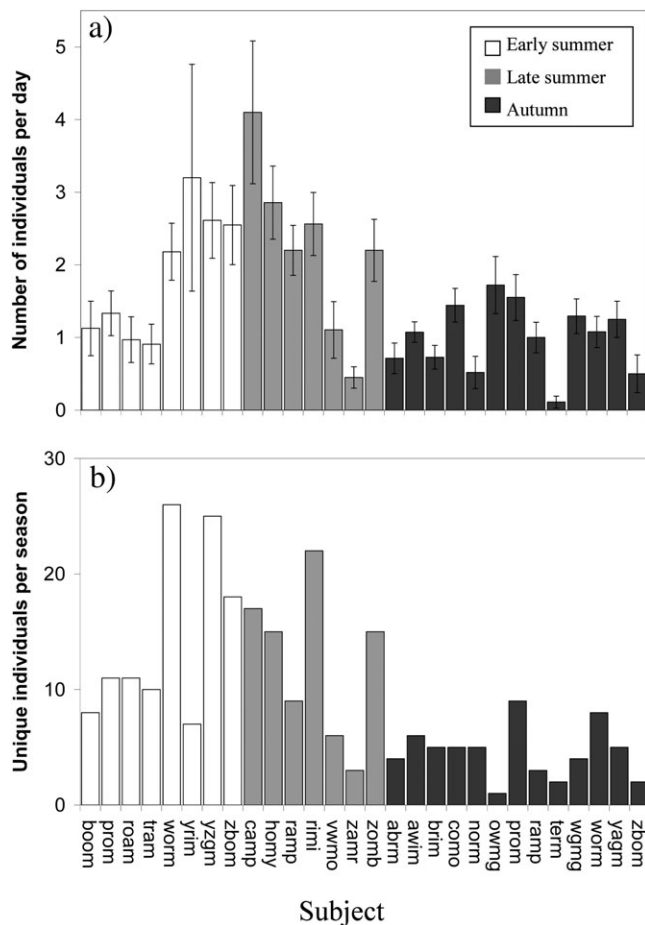 a)
Early summer
Late summer
Autumn
Number of individuals per day
5
4
3
2
1
0
b)
Unique individuals per season
30
20
10
0
boom
prom
roam
tram
worm
yrim
yzgm
zbom
camp
homy
ramp
rimi
vwmo
zamr
zomb
abrm
awim
brim
como
norm
owmg
prom
ramp
term
wgmg
worm
yagm
zbom
Subject